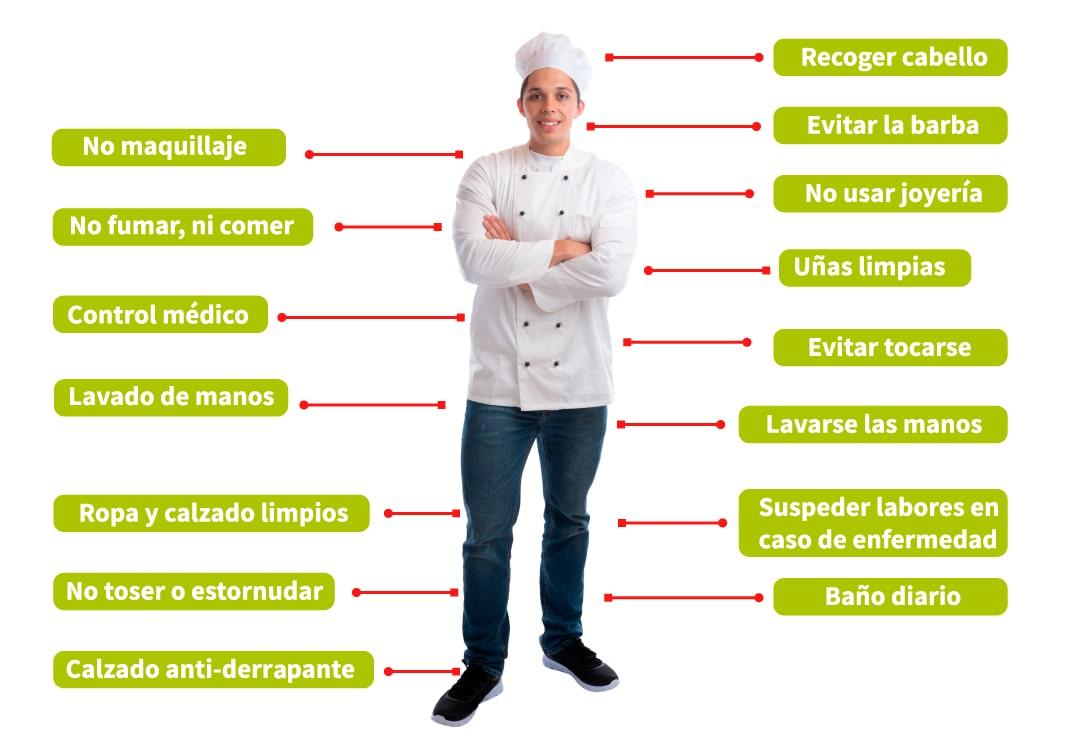 No maquillaje
No fumar, ni comer
Control médico
Lavado de manos
Ropa y calzado limpios
No toser o estornudar
Calzado anti-derrapante
Recoger cabello
Evitar la barba
No usar joyería
Uñas limpias
Evitar tocarse
Lavarse las manos
Suspeder labores en
caso de enfermedad
Baño diario